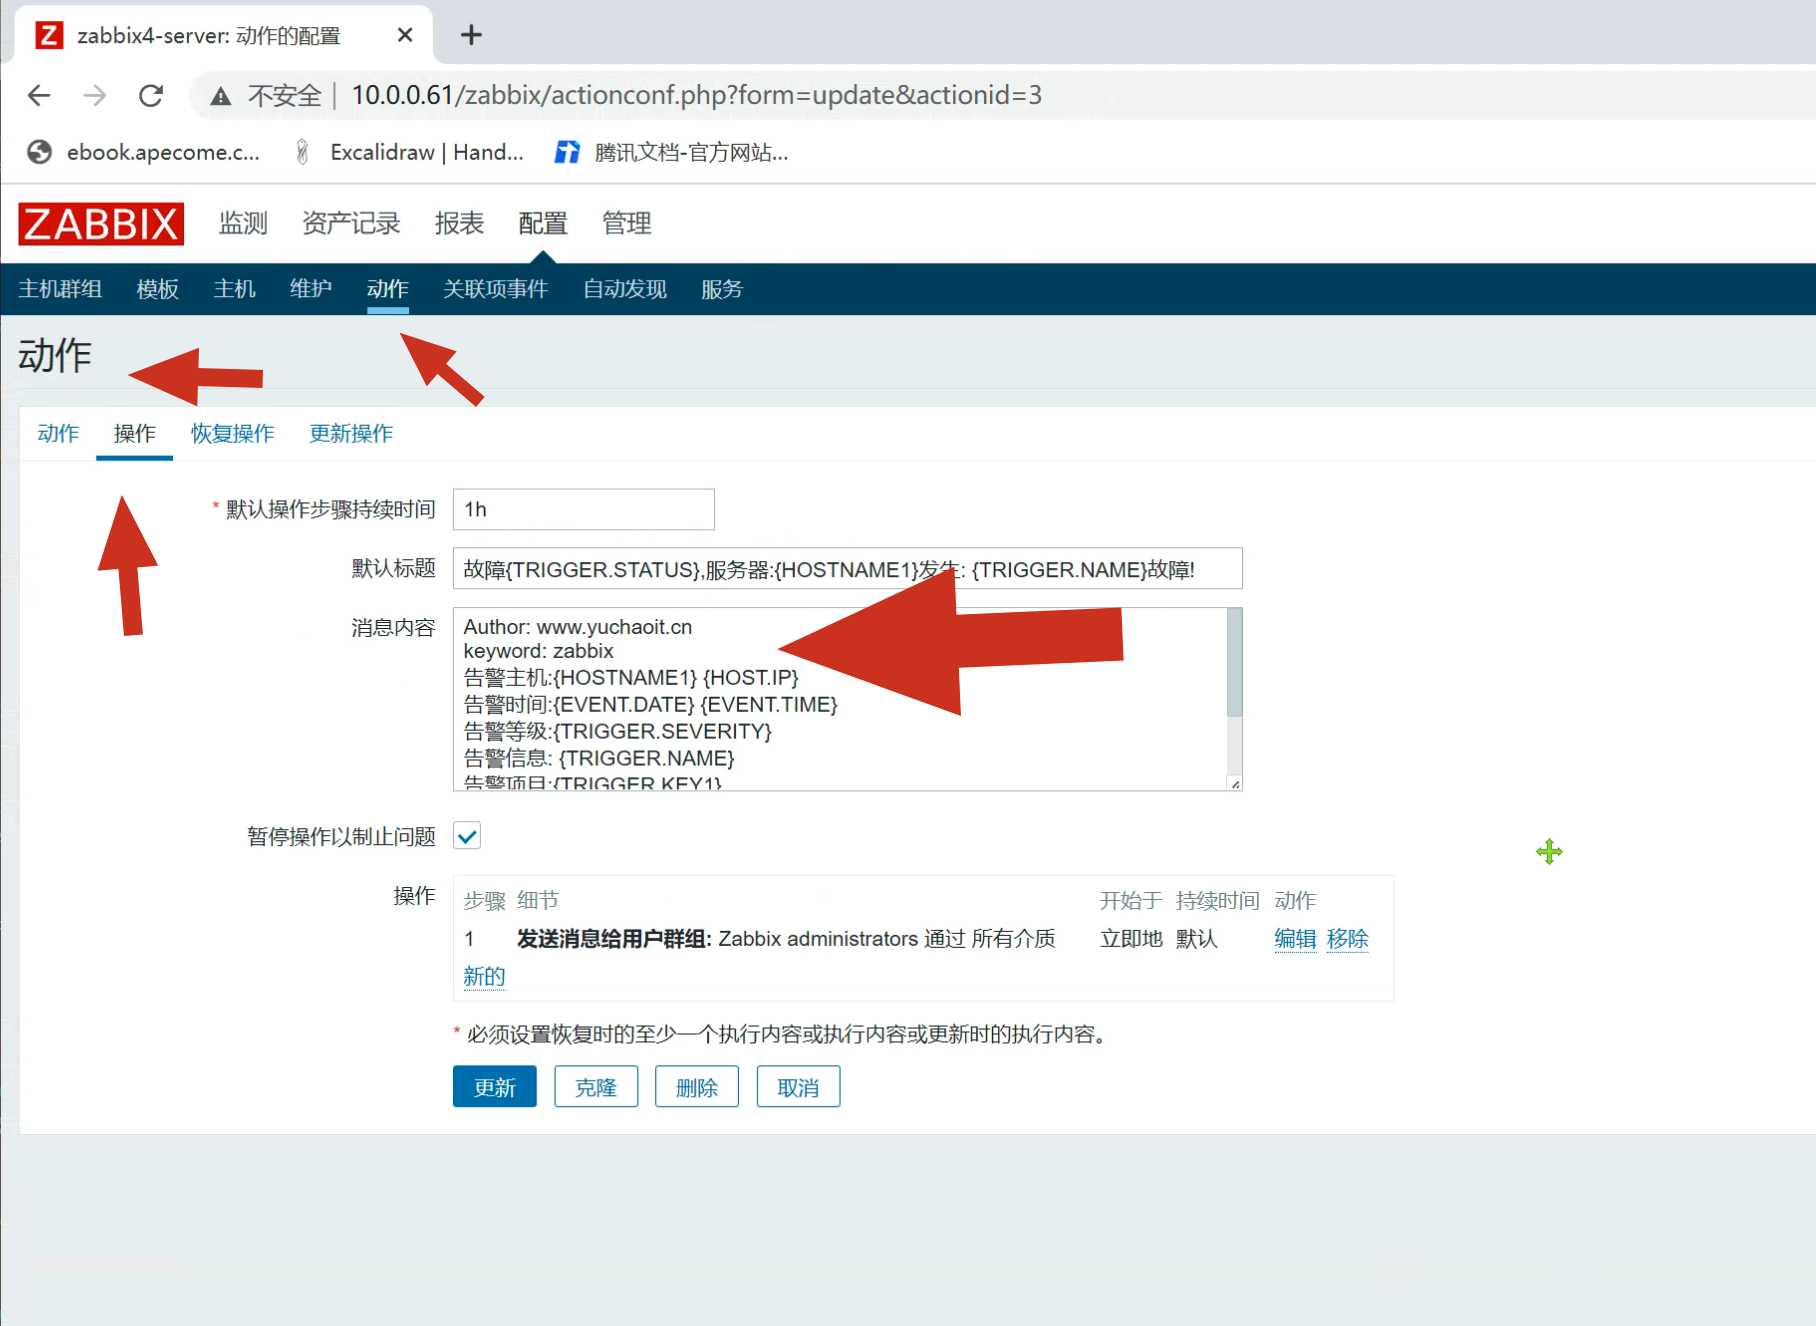 Z zabbix4-server: 动作的配置
不安全 | 10.0.0.61/zabbix/actionconf.php?form=update&actionid=3
ebook.apecome.c... Excalidraw | Hand... 腾讯文档-官方网站...
ZABBIX 监测 资产记录 报表 配置 管理
主机群组 模板 主机 维护 动作 关联项事件 自动发现 服务
动作
动作 操作 恢复操作 更新操作
* 默认操作步骤持续时间 1h
默认标题 故障{TRIGGER.STATUS},服务器:{HOSTNAME1}发生: {TRIGGER.NAME}故障!
消息内容 Author: www.yuchaoit.cn
keyword: zabbix
告警主机:{HOSTNAME1} {HOST.IP}
告警时间:{EVENT.DATE} {EVENT.TIME}
告警等级:{TRIGGER.SEVERITY}
告警信息: {TRIGGER.NAME}
告警项目:{TRIGGER.KEY1}
暂停操作以制止问题
操作 步骤 细节 开始于 持续时间 动作
1 发送消息给用户群组: Zabbix administrators 通过 所有介质 立即地 默认 编辑 移除
新的
* 必须设置恢复时的至少一个执行内容或执行内容或更新时的执行内容。
更新 克隆 删除 取消